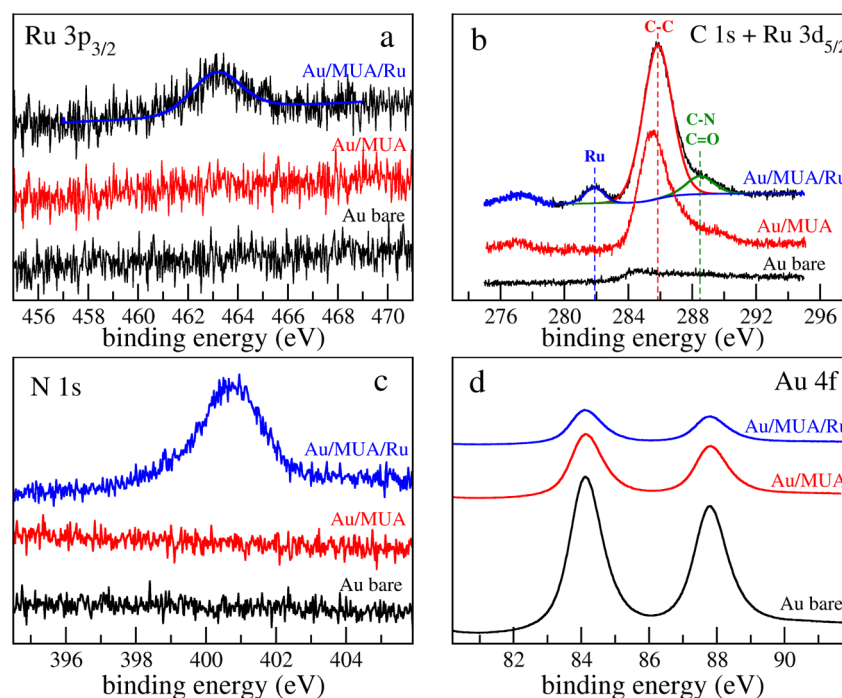 Ru 3p3/2
a
Au/MUA/Ru
Au/MUA
Au bare
456 458 460 462 464 466 468 470
binding energy (eV)
b
C-C
C 1s + Ru 3d5/2
C-N
C=O
Ru
Au/MUA/Ru
Au/MUA
Au bare
276 280 284 288 292 296
binding energy (eV)
N 1s
c
Au/MUA/Ru
Au/MUA
Au bare
396 398 400 402 404
binding energy (eV)
d
Au 4f
Au/MUA/Ru
Au/MUA
Au bare
82 84 86 88 90
binding energy (eV)